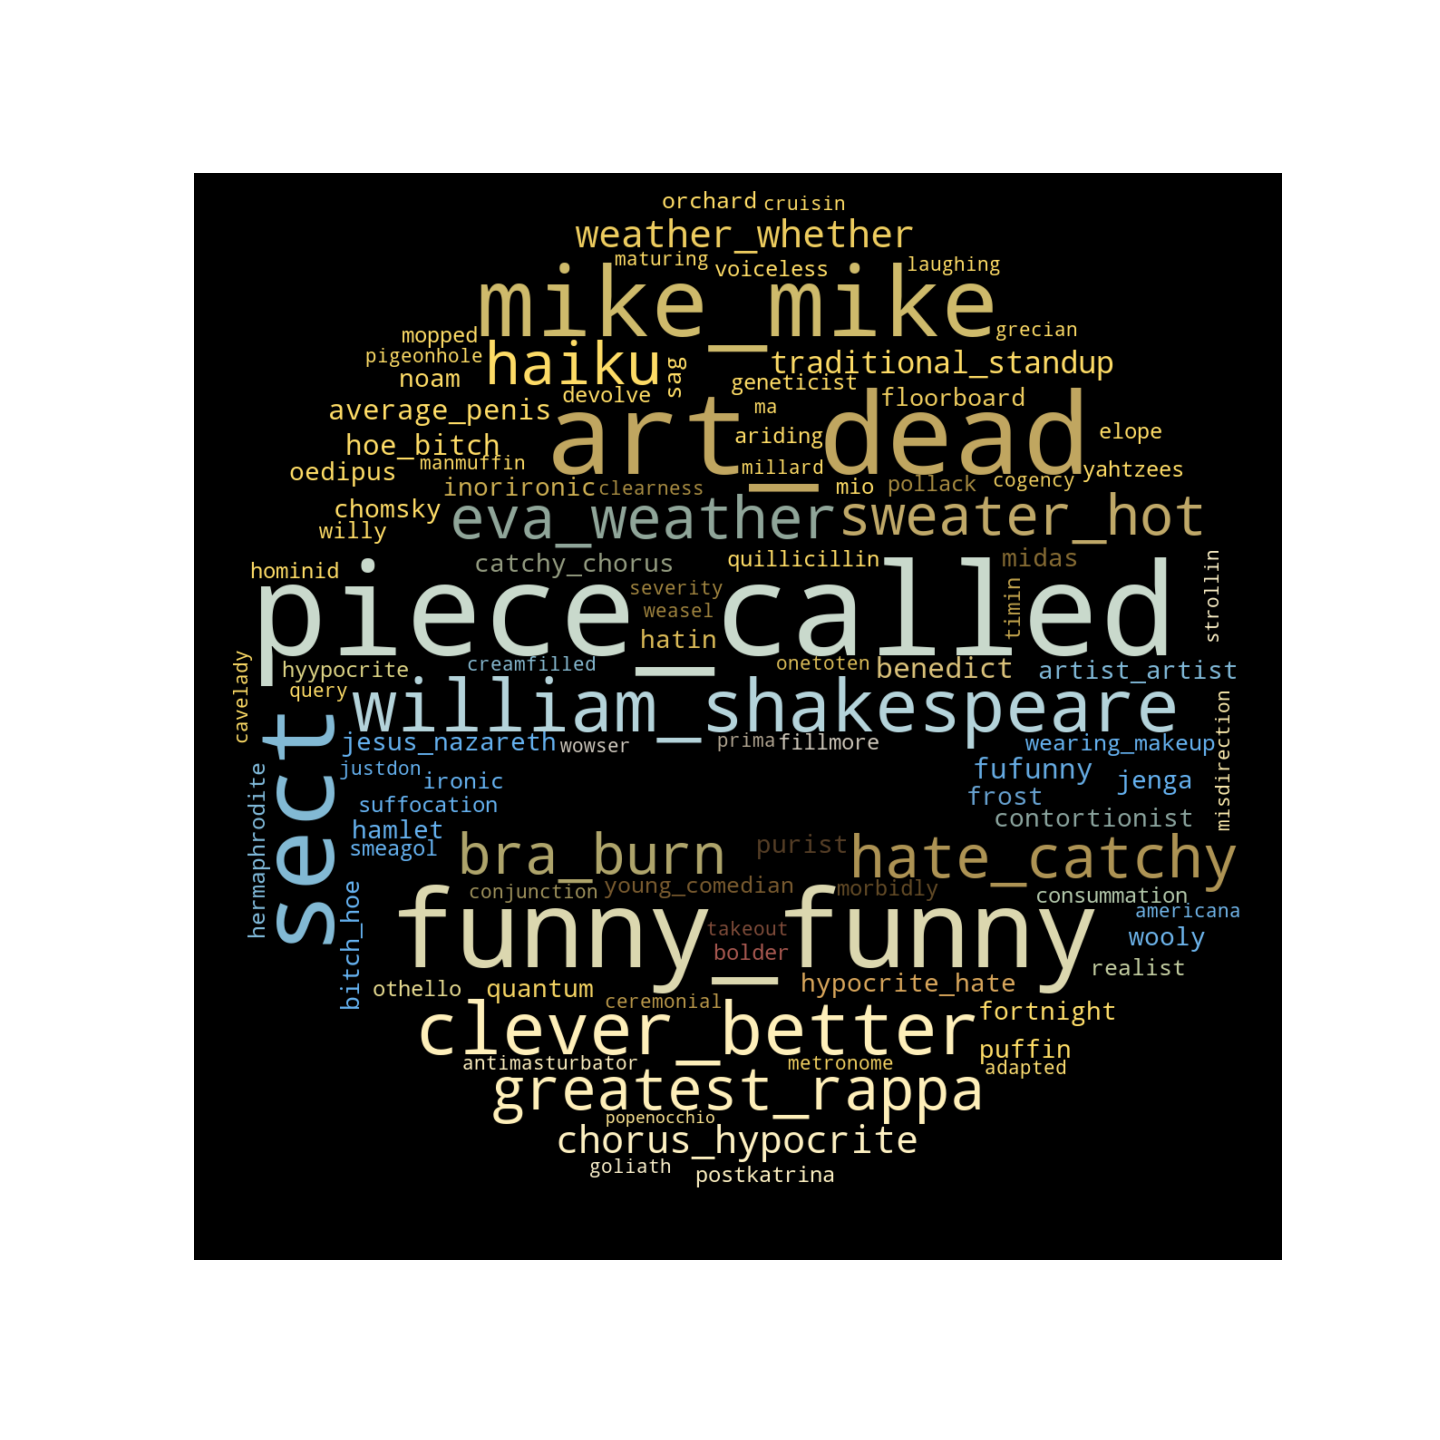 orchard cruisin
weather_whether
maturing voiceless laughing
mike_mike
grecian
mopped
pigeonhole haiku sag traditional_standup
noam geneticist
devolve floorboard
average_penis ma
art_dead
ariding elope
hoe_bitch
manmuffin millard yahtzees
oedipus
inorironic clearness mio pollack cogency
chomsky eva_weather sweater_hot
willy
catchy_chorus quillicillin midas
hominid
piece_called
severity
weasel timin strollin
hatin
hyypocrite creamfilled onetoten benedict artist_artist
query
cavelady
william_shakespeare
sect
jesus_nazareth wowser prima fillmore wearing_makeup
misdirection
justdon ironic fufunny jenga
suffocation frost
hermaphrodite
hamlet contortionist
smeagol bra_burn purist hate_catchy
conjunction young_comedian morbidly consummation
bitch_hoe
americana
funny_funny
takeout wooly
bolder
realist
othello quantum hypocrite_hate
ceremonial fortnight
clever_better
puffin
antimasturbator metronome adapted
greatest_rappa
popenocchio
chorus_hypocrite
goliath postkatrina